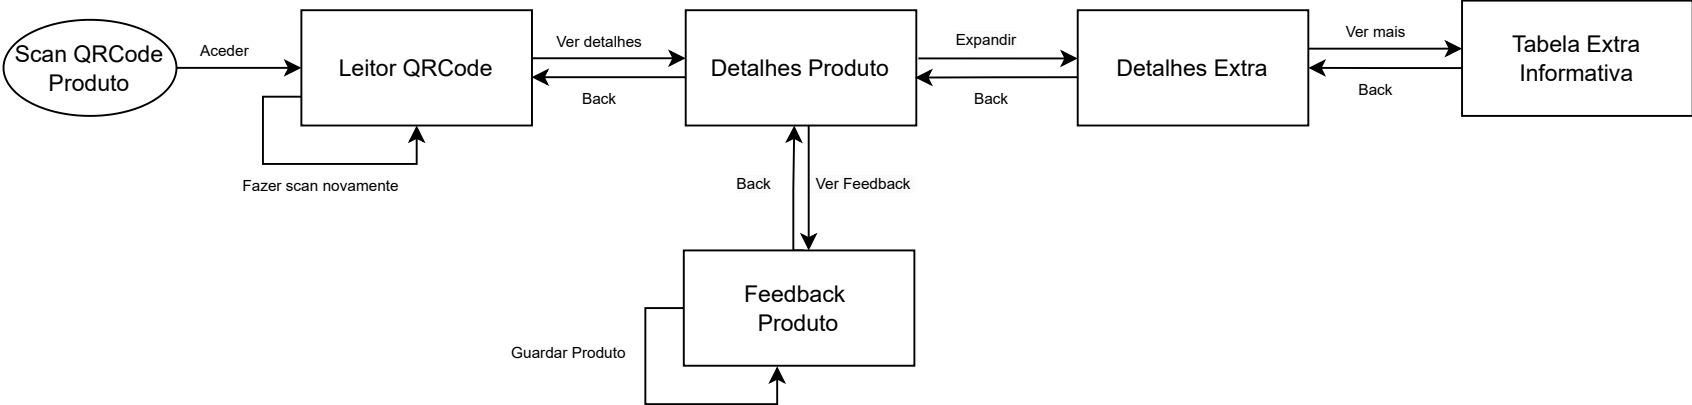 Scan QRCode
Produto
Aceder
Leitor QRCode
Fazer scan novamente
Ver detalhes
Back
Detalhes Produto
Expandir
Back
Detalhes Extra
Ver mais
Back
Tabela Extra
Informativa
Back
Ver Feedback
Feedback
Produto
Guardar Produto